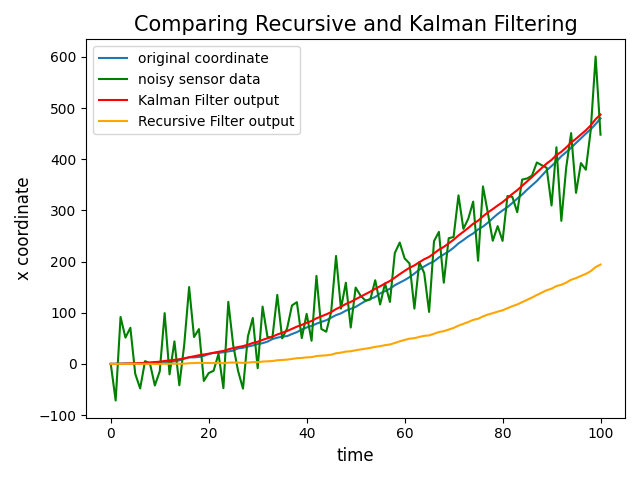 Comparing Recursive and Kalman Filtering
original coordinate
noisy sensor data
Kalman Filter output
Recursive Filter output
x coordinate
600
500
400
300
200
100
0
−100
0 20 40 60 80 100
time